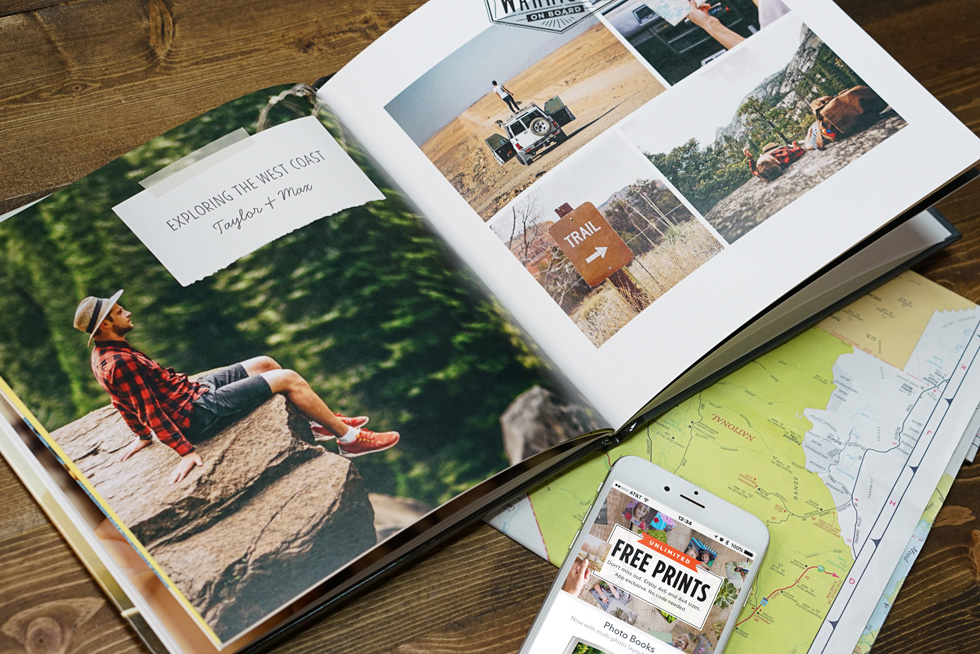 EXPLORING THE WEST COAST
Taylor + Max
ON BOARD
TRAIL
NATIONAL
RANGE
AT&T
12:34
100%
UNLIMITED
FREE PRINTS
Don't miss out. Enjoy 4x6 and 4x4 sizes.
App exclusive. No code needed.
Photo Books
Now with multi-photo layouts